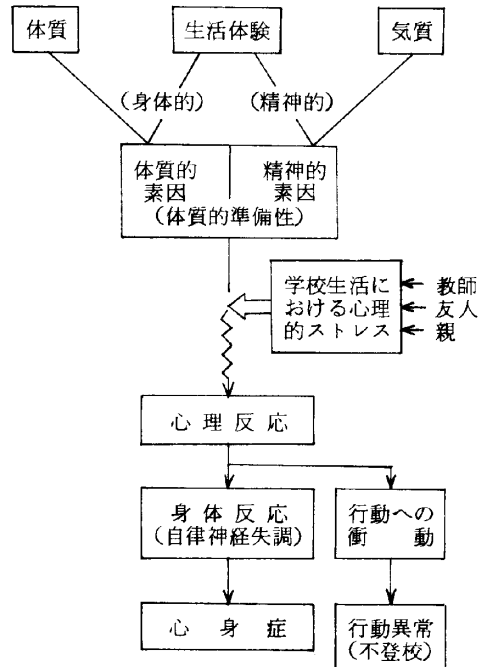 体質
生活体験
気質
(身体的)
(精神的)
体質的
素因
精神的
素因
(体質的準備性)
学校生活に
おける心理
的ストレス
教師
友人
親
心理反応
身体反応
(自律神経失調)
行動への
衝動
心身症
行動異常
(不登校)